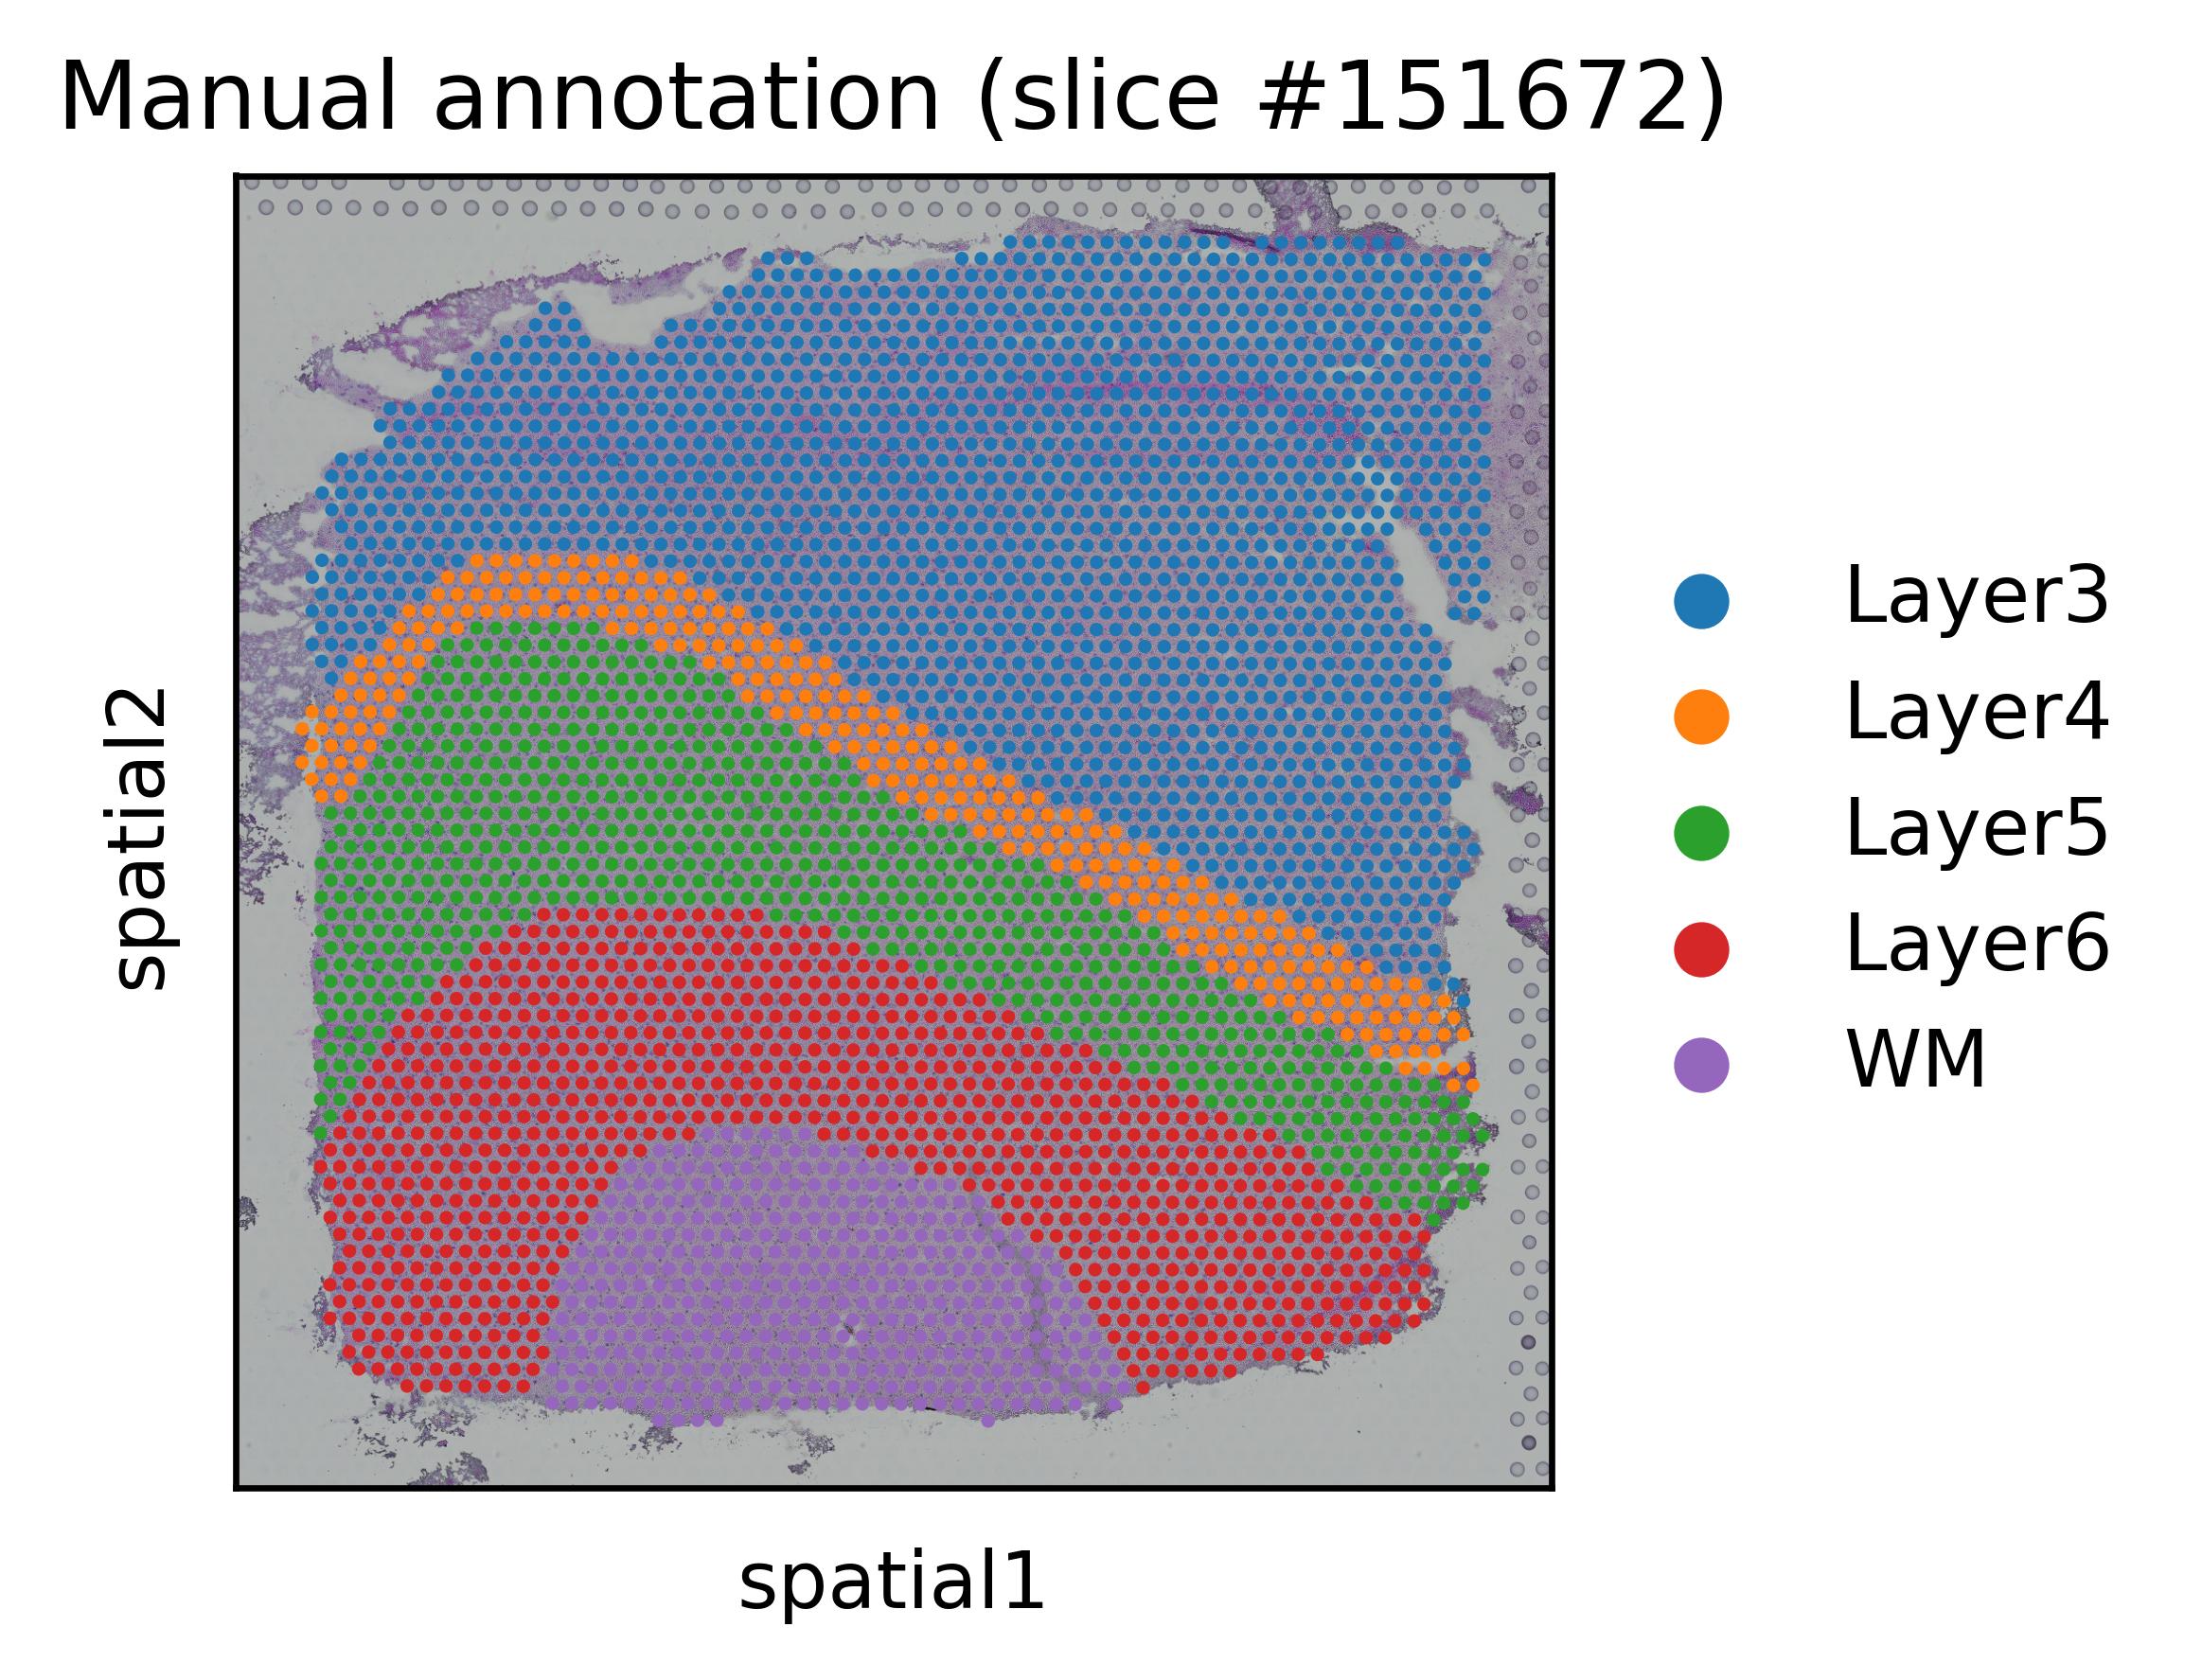 Manual annotation (slice #151672)
spatial2
spatial1
Layer3
Layer4
Layer5
Layer6
WM